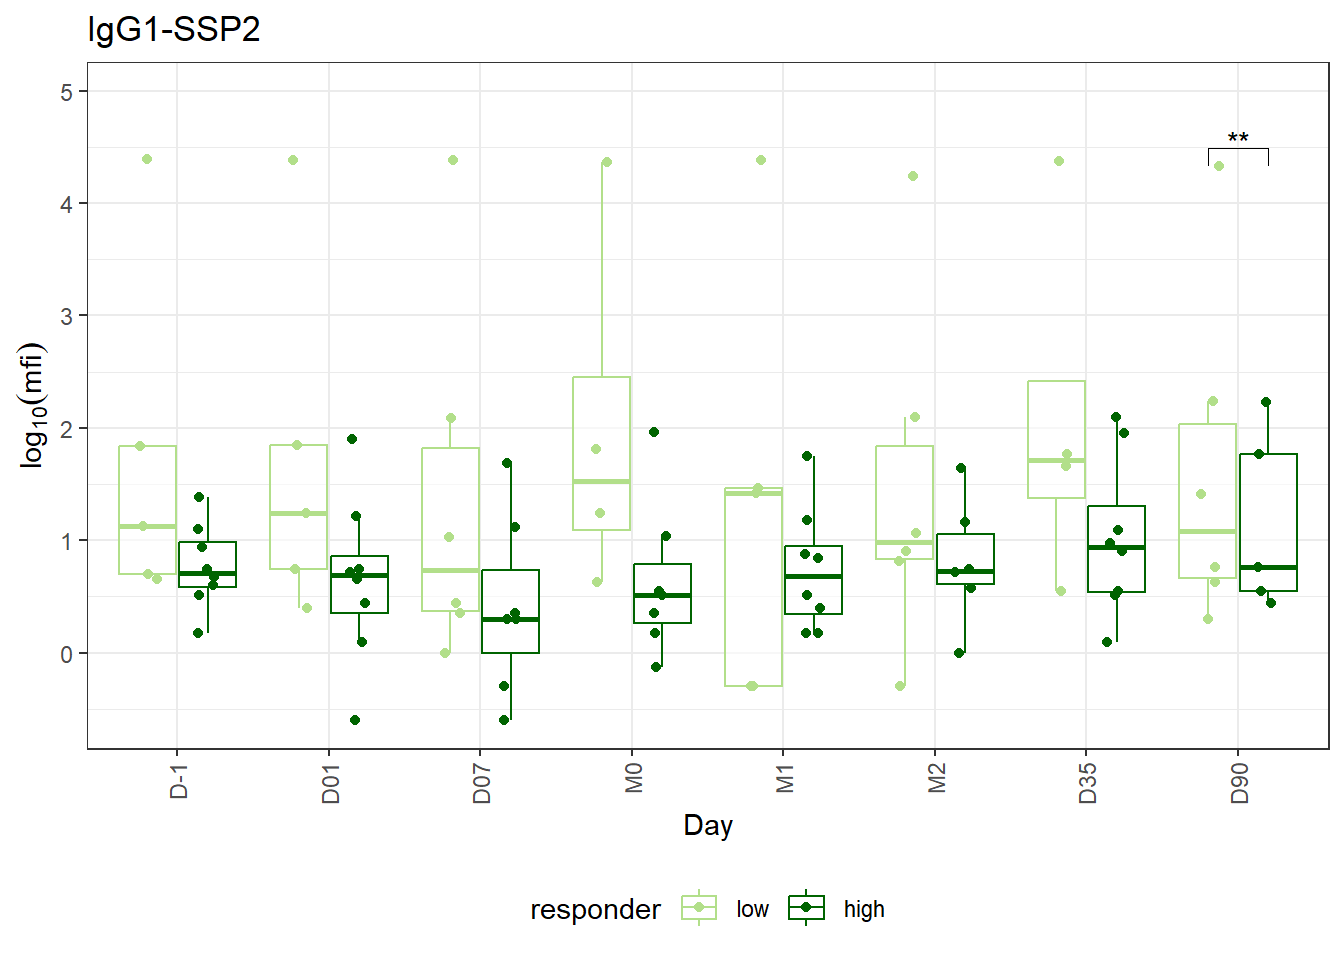 IgG1-SSP2
5
4
3
2
1
0
log10(mfi)
**
D-1 D01 D07 M0 M1 M2 D35 D90
Day
responder low high